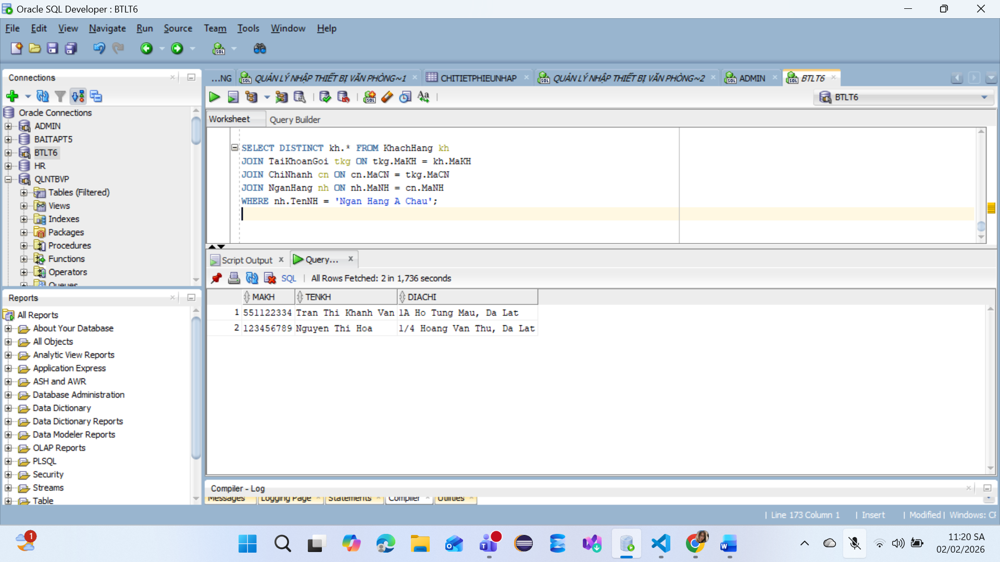 Oracle SQL Developer : BTLT6
File Edit View Navigate Run Source Team Tools Window Help
Connections
Oracle Connections
ADMIN
BAITAPT5
BTLT6
HR
QLNTBVP
Tables (Filtered)
Views
Indexes
Packages
Procedures
Functions
Operators
Queues
Reports
All Reports
About Your Database
All Objects
Analytic View Reports
Application Express
ASH and AWR
Database Administration
Data Dictionary
Data Dictionary Reports
Data Modeler Reports
OLAP Reports
PLSQL
Security
Streams
Table
...NG QUẢN LÝ NHẬP THIẾT BỊ VĂN PHÒNG~1 CHITIETPHIEUNHAP QUẢN LÝ NHẬP THIẾT BỊ VĂN PHÒNG~2 ADMIN BTLT6
BTLT6
Worksheet Query Builder
SELECT DISTINCT kh.* FROM KhachHang kh
JOIN TaiKhoanGoi tkg ON tkg.MaKH = kh.MaKH
JOIN ChiNhanh cn ON cn.MaCN = tkg.MaCN
JOIN NganHang nh ON nh.MaNH = cn.MaNH
WHERE nh.TenNH = 'Ngan Hang A Chau';
Script Output Query...
SQL All Rows Fetched: 2 in 1,736 seconds
MAKH TENKH DIACHI
1 551122334 Tran Thi Khanh Van 1A Ho Tung Mau, Da Lat
2 123456789 Nguyen Thi Hoa 1/4 Hoang Van Thu, Da Lat
Compiler - Log
Messages Logging Page Statements Compiler Utilities
Line 173 Column 1 | Insert | Modified | Windows: CF
1
11:20 SA
02/02/2026